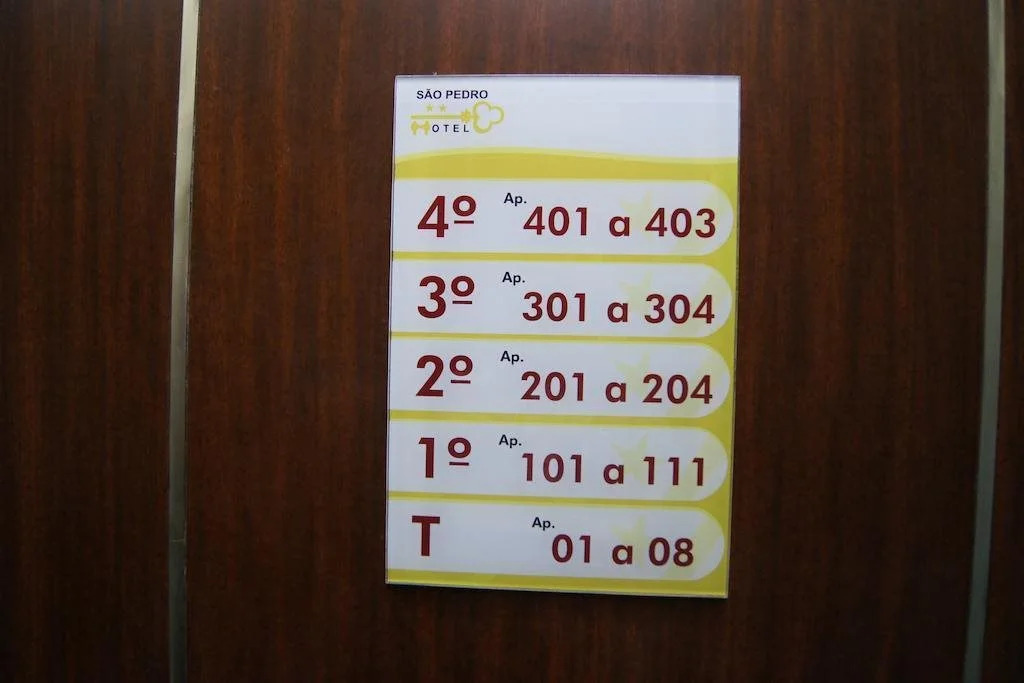 SÃO PEDRO
HOTEL
4º Ap. 401 a 403
3º Ap. 301 a 304
2º Ap. 201 a 204
1º Ap. 101 a 111
T Ap. 01 a 08